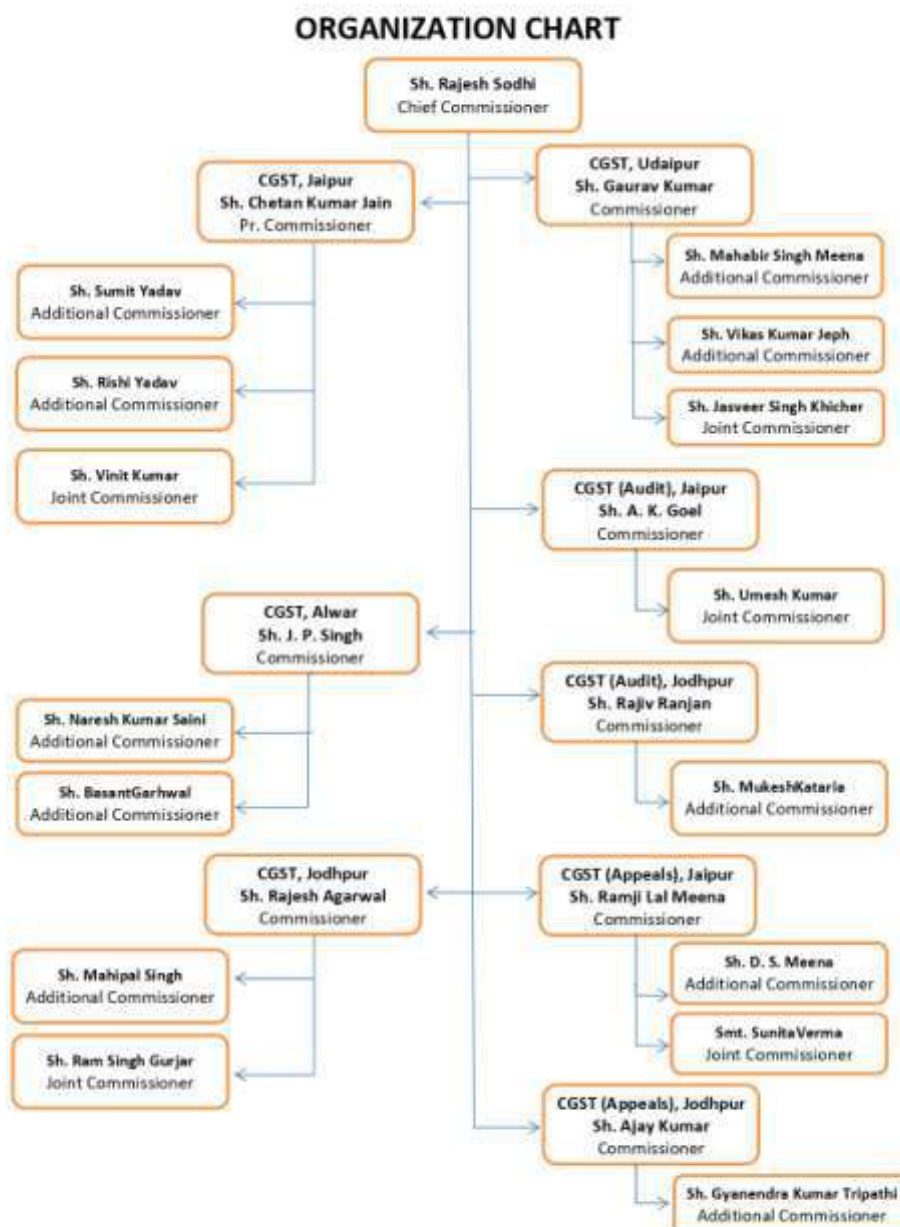 ORGANIZATION CHART
Sh. Rajesh Sodhi
Chief Commissioner
CGST, Jaipur
Sh. Chetan Kumar Jain
Pr. Commissioner
Sh. Sumit Yadav
Additional Commissioner
Sh. Rishi Yadav
Additional Commissioner
Sh. Vinit Kumar
Joint Commissioner
CGST, Udaipur
Sh. Gaurav Kumar
Commissioner
Sh. Mahabir Singh Meena
Additional Commissioner
Sh. Vikas Kumar Jeph
Additional Commissioner
Sh. Jasveer Singh Khicher
Joint Commissioner
CGST (Audit), Jaipur
Sh. A. K. Goel
Commissioner
Sh. Umesh Kumar
Joint Commissioner
CGST, Alwar
Sh. J. P. Singh
Commissioner
Sh. Naresh Kumar Saini
Additional Commissioner
Sh. BasantGarhwal
Additional Commissioner
CGST (Audit), Jodhpur
Sh. Rajiv Ranjan
Commissioner
Sh. MukeshKataria
Additional Commissioner
CGST, Jodhpur
Sh. Rajesh Agarwal
Commissioner
Sh. Mahipal Singh
Additional Commissioner
Sh. Ram Singh Gurjar
Joint Commissioner
CGST (Appeals), Jaipur
Sh. Ramji Lal Meena
Commissioner
Sh. D. S. Meena
Additional Commissioner
Smt. SunitaVerma
Joint Commissioner
CGST (Appeals), Jodhpur
Sh. Ajay Kumar
Commissioner
Sh. Gyanendra Kumar Tripathi
Additional Commissioner